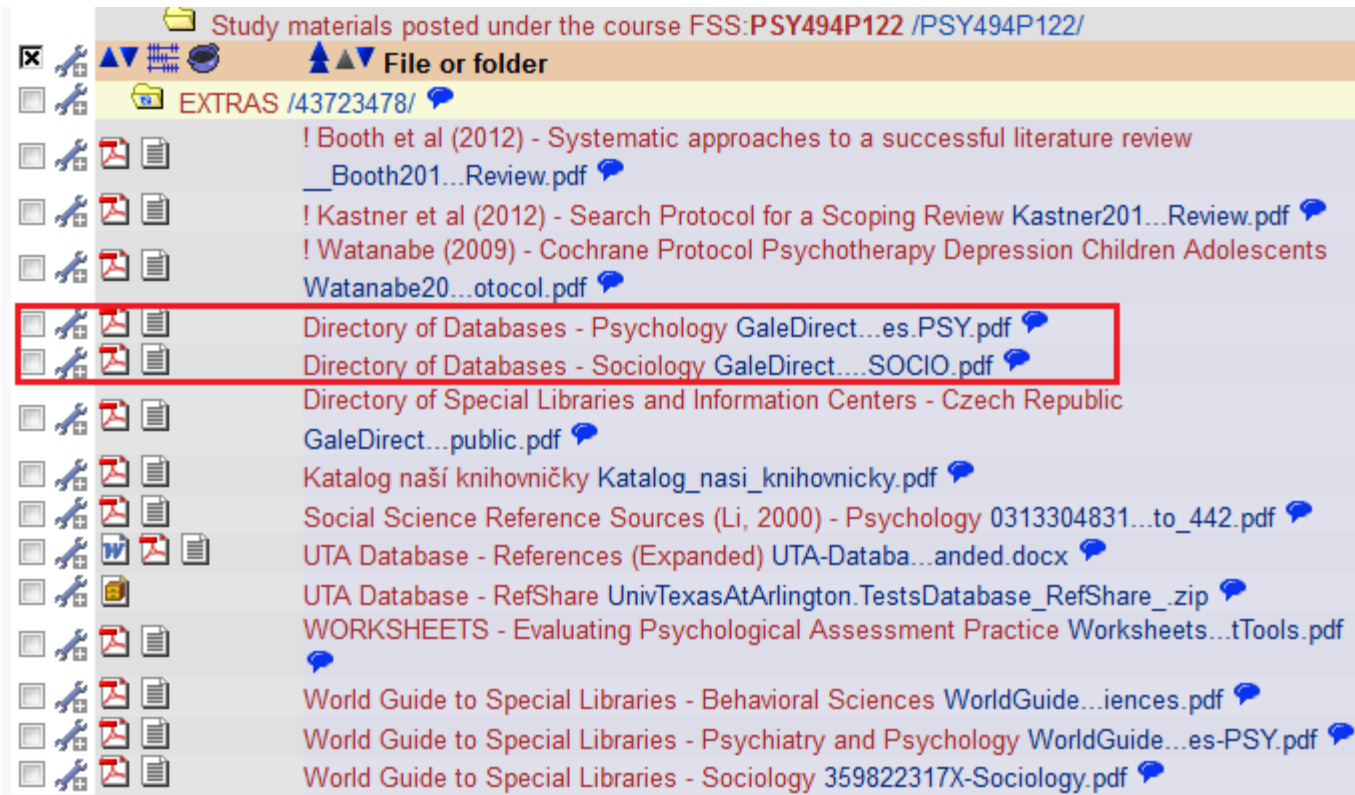 Study materials posted under the course FSS:PSY494P122 /PSY494P122/
File or folder
EXTRAS /43723478/
! Booth et al (2012) - Systematic approaches to a successful literature review
__Booth201...Review.pdf
! Kastner et al (2012) - Search Protocol for a Scoping Review Kastner201...Review.pdf
! Watanabe (2009) - Cochrane Protocol Psychotherapy Depression Children Adolescents
Watanabe20...otocol.pdf
Directory of Databases - Psychology GaleDirect...es.PSY.pdf
Directory of Databases - Sociology GaleDirect....SOCIO.pdf
Directory of Special Libraries and Information Centers - Czech Republic
GaleDirect...public.pdf
Katalog naší knihovničky Katalog_nasi_knihovnicky.pdf
Social Science Reference Sources (Li, 2000) - Psychology 0313304831...to_442.pdf
UTA Database - References (Expanded) UTA-Databa...anded.docx
UTA Database - RefShare UnivTexasAtArlington.TestsDatabase_RefShare_.zip
WORKSHEETS - Evaluating Psychological Assessment Practice Worksheets...tTools.pdf
World Guide to Special Libraries - Behavioral Sciences WorldGuide...iences.pdf
World Guide to Special Libraries - Psychiatry and Psychology WorldGuide...es-PSY.pdf
World Guide to Special Libraries - Sociology 359822317X-Sociology.pdf